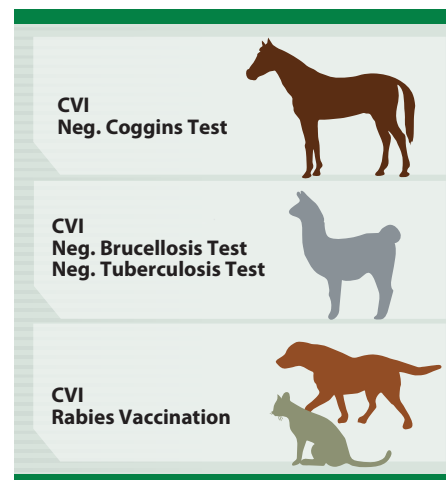 CVI
Neg. Coggins Test
CVI
Neg. Brucellosis Test
Neg. Tuberculosis Test
CVI
Rabies Vaccination